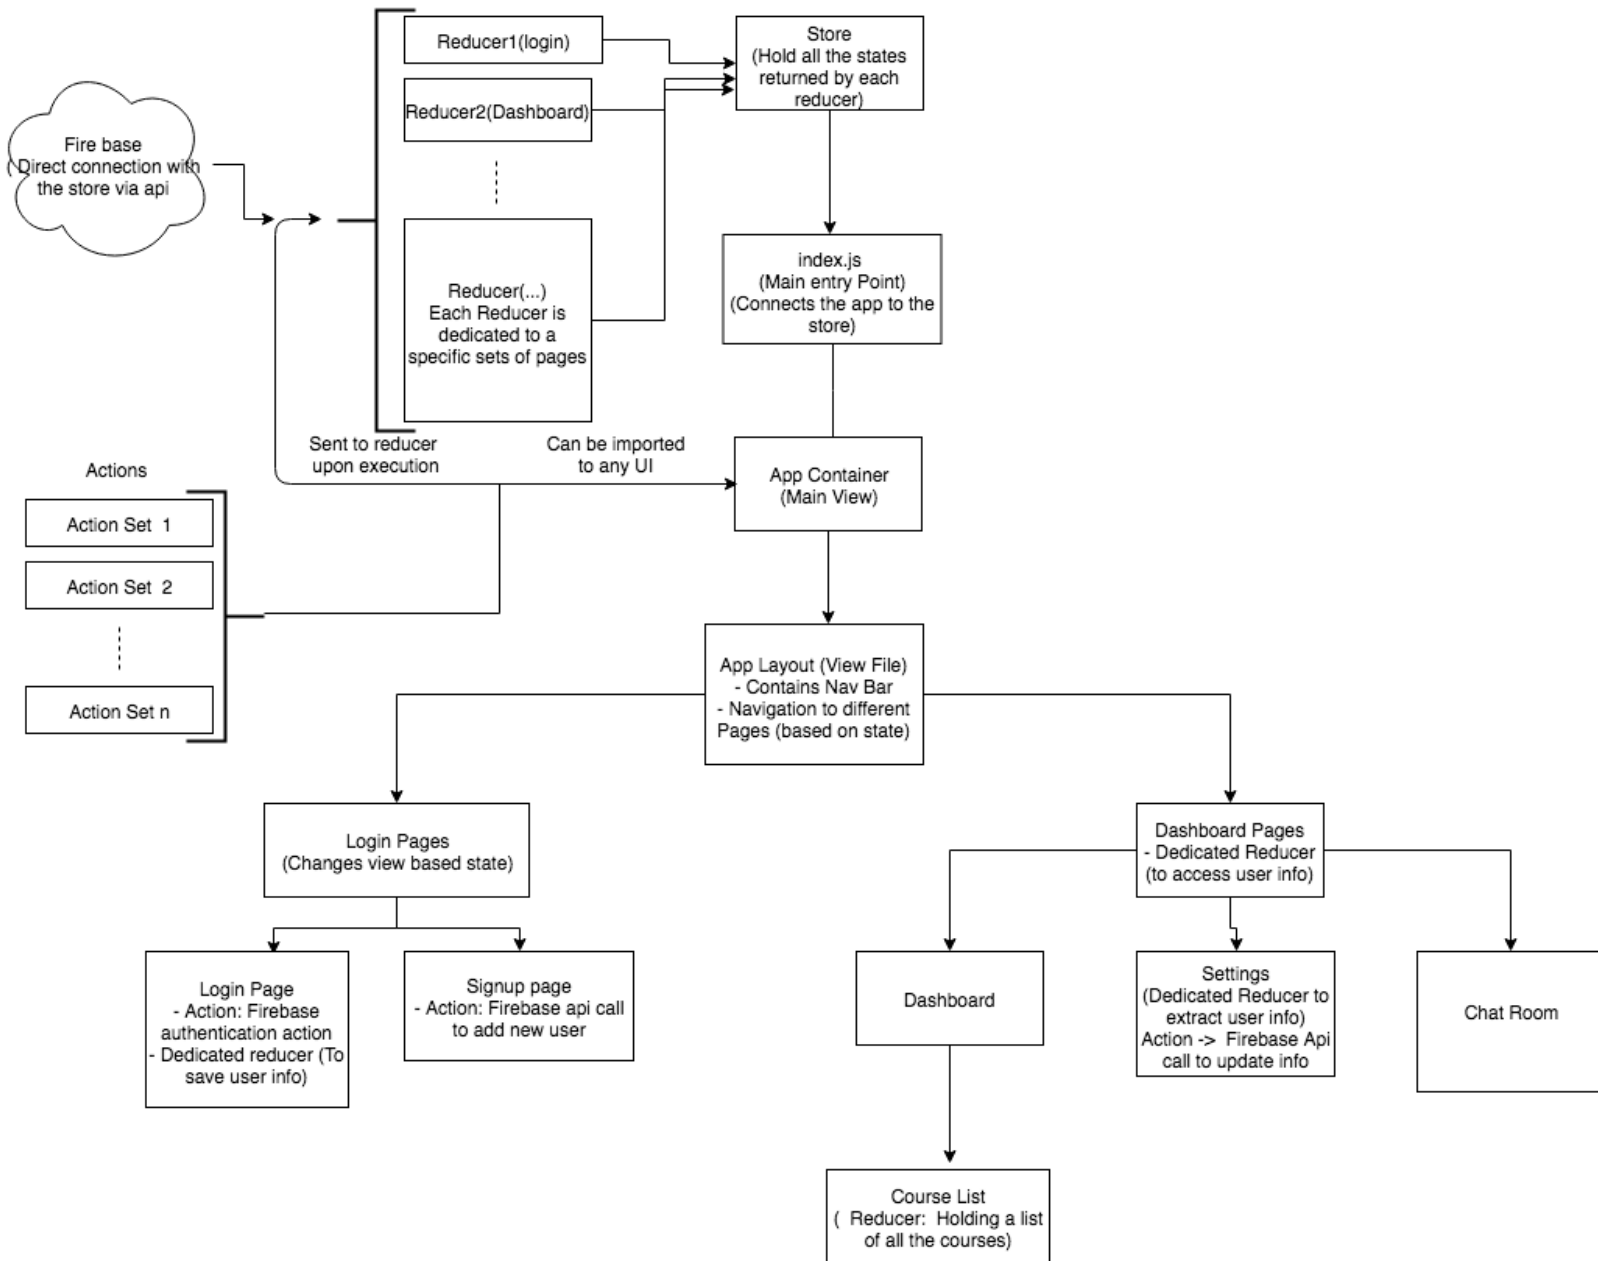 Reducer1(login)
Store
(Hold all the states
returned by each
reducer)
Reducer2(Dashboard)
Fire base
( Direct connection with
the store via api
Reducer(...)
Each Reducer is
dedicated to a
specific sets of pages
index.js
(Main entry Point)
(Connects the app to the
store)
Sent to reducer
upon execution
Can be imported
to any UI
App Container
(Main View)
Actions
Action Set 1
Action Set 2
Action Set n
App Layout (View File)
- Contains Nav Bar
- Navigation to different
Pages (based on state)
Login Pages
(Changes view based state)
Dashboard Pages
- Dedicated Reducer
(to access user info)
Login Page
- Action: Firebase
authentication action
- Dedicated reducer (To
save user info)
Signup page
- Action: Firebase api call
to add new user
Dashboard
Settings
(Dedicated Reducer to
extract user info)
Action -> Firebase Api
call to update info
Chat Room
Course List
( Reducer: Holding a list
of all the courses)